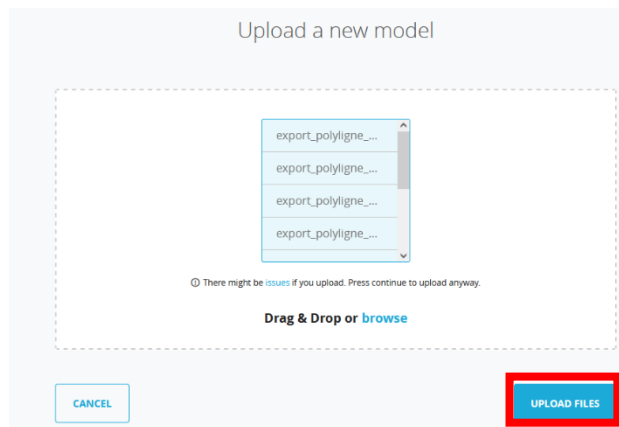 Upload a new model
export_polyligne_...
export_polyligne_...
export_polyligne_...
export_polyligne_...
There might be issues if you upload. Press continue to upload anyway.
Drag & Drop or browse
CANCEL
UPLOAD FILES